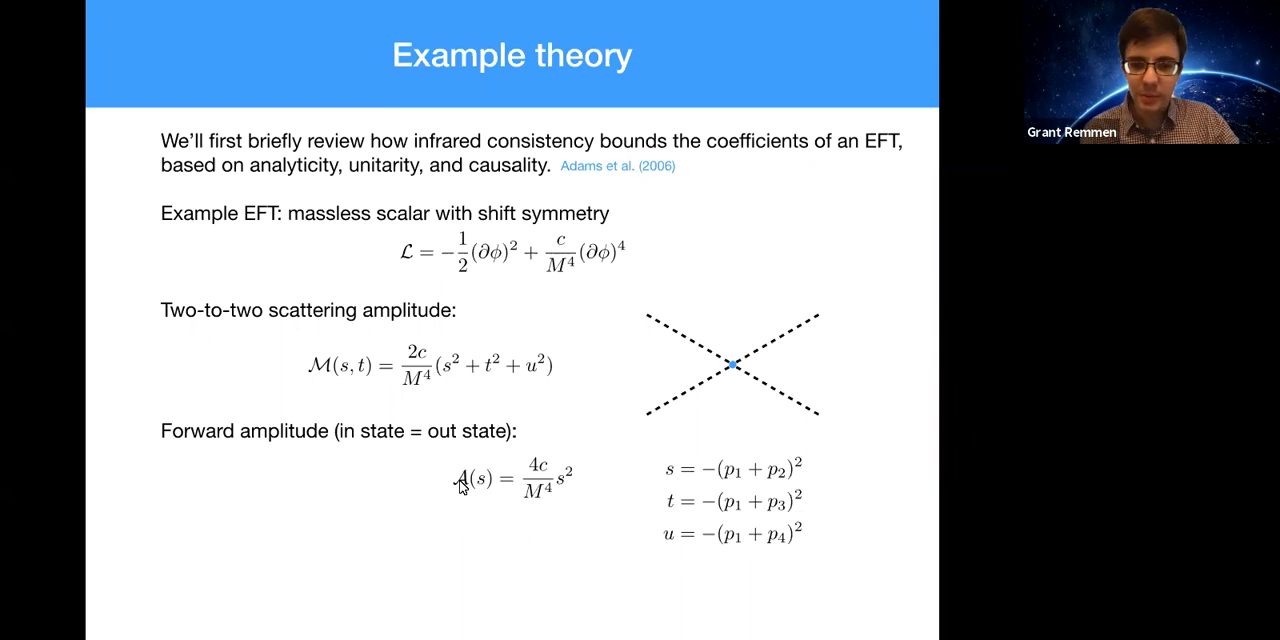 Example theory
We'll first briefly review how infrared consistency bounds the coefficients of an EFT,
based on analyticity, unitarity, and causality. Adams et al. (2006)
Example EFT: massless scalar with shift symmetry
ℒ = −1/2(∂ϕ)² + c/M⁴(∂ϕ)⁴
Two-to-two scattering amplitude:
ℳ(s, t) = 2c/M⁴(s² + t² + u²)
Forward amplitude (in state = out state):
𝒜(s) = 4c/M⁴ s²
s = −(p₁ + p₂)²
t = −(p₁ + p₃)²
u = −(p₁ + p₄)²
Grant Remmen